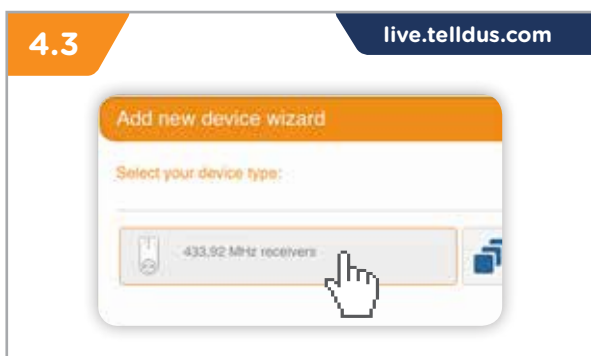 4.3
live.telldus.com
Add new device wizard
Select your device type:
433,92 MHz receivers